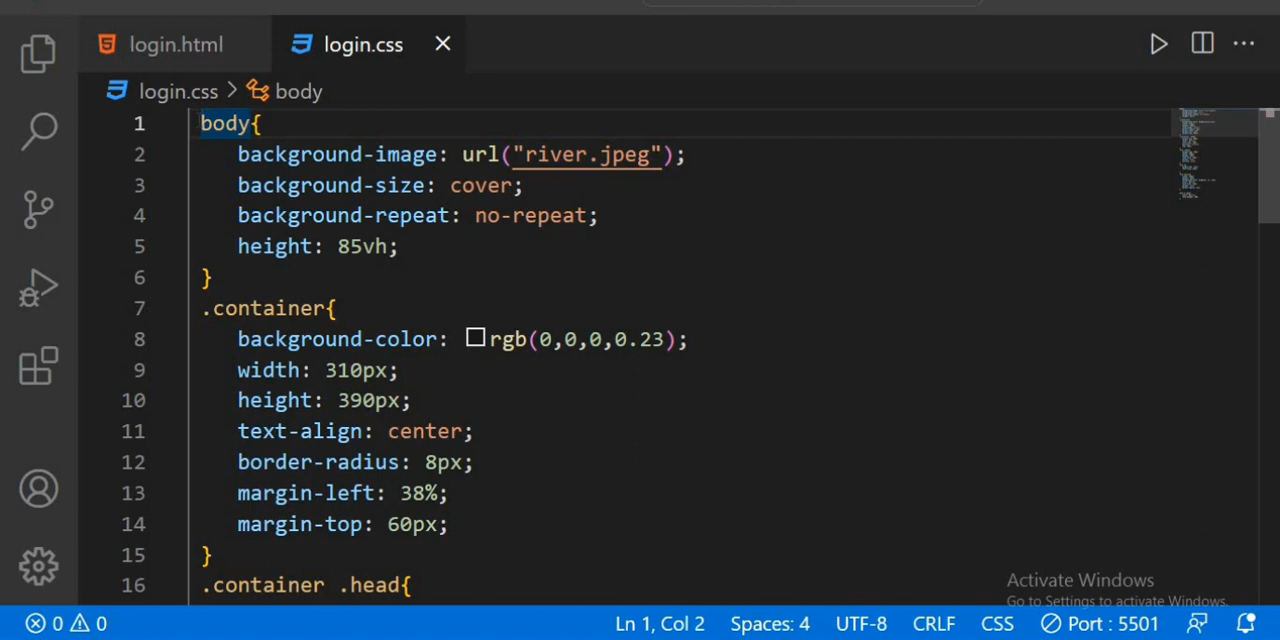 login.html login.css
login.css > body
1 body{
2 background-image: url("river.jpeg");
3 background-size: cover;
4 background-repeat: no-repeat;
5 height: 85vh;
6 }
7 .container{
8 background-color: rgb(0,0,0,0.23);
9 width: 310px;
10 height: 390px;
11 text-align: center;
12 border-radius: 8px;
13 margin-left: 38%;
14 margin-top: 60px;
15 }
16 .container .head{
Activate Windows
Go to Settings to activate Windows.
0 0 Ln 1, Col 2 Spaces: 4 UTF-8 CRLF CSS Port : 5501